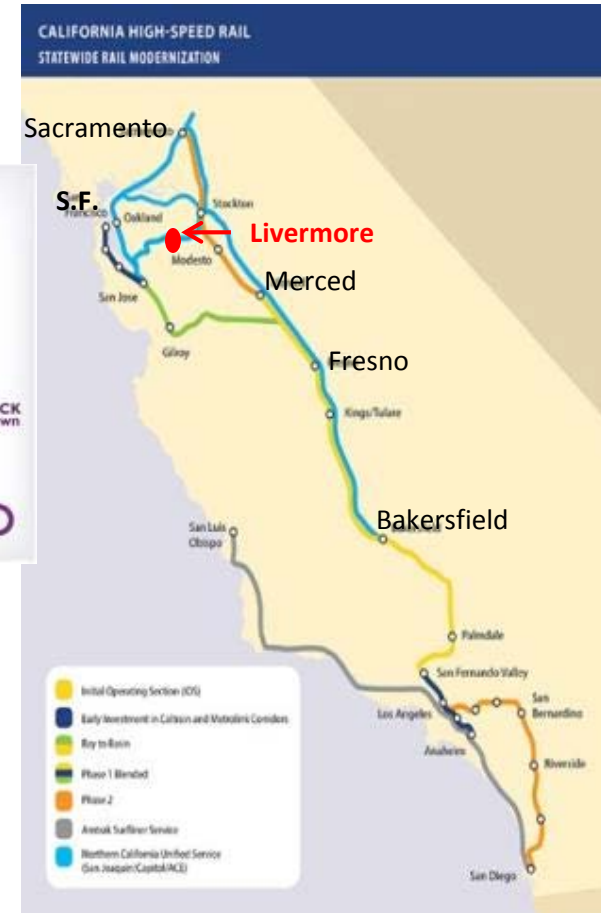 CALIFORNIA HIGH-SPEED RAIL
STATEWIDE RAIL MODERNIZATION
Sacramento
S.F.
Oakland
Stockton
Livermore
Modesto
Merced
San Jose
Gilroy
Fresno
Kings/Tulare
CK
wn
Bakersfield
San Luis
Obispo
Palmdale
San Fernando Valley
Los Angeles
San
Bernardino
Anaheim
Riverside
San Diego
Initial Operating Section (IOS)
Early Investment in Caltrain and Metrolink Corridors
Bay to Basin
Phase 1 Blended
Phase 2
Amtrak Surfliner Service
Northern California Unified Service
(San Joaquin/Capitol/ACE)